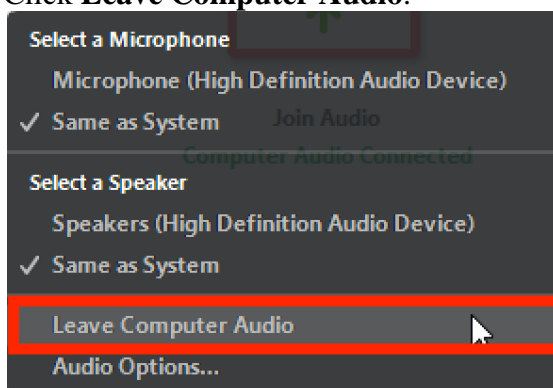 Click Leave Computer Audio.
Select a Microphone
Microphone (High Definition Audio Device)
✓ Same as System
Join Audio
Computer Audio Connected
Select a Speaker
Speakers (High Definition Audio Device)
✓ Same as System
Leave Computer Audio
Audio Options...